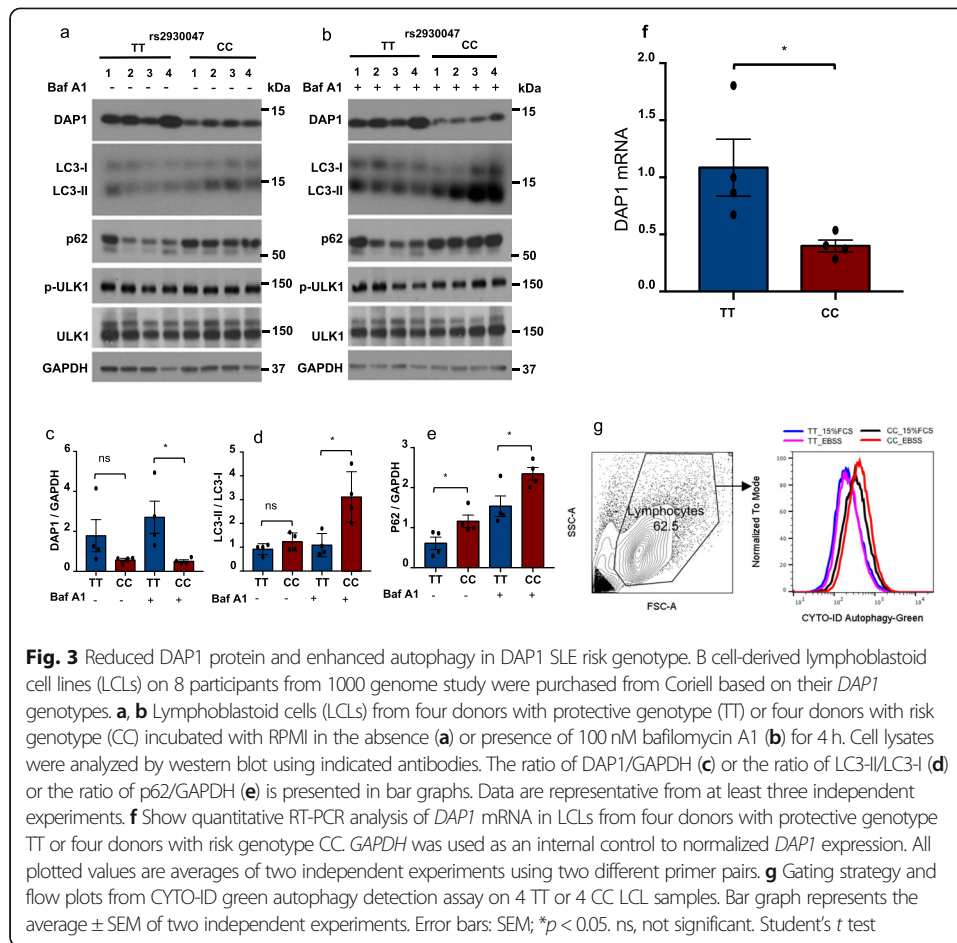 a
rs2930047
TT CC
1 2 3 4 1 2 3 4
Baf A1 - - - - - - - - kDa
DAP1 15
LC3-I
LC3-II 15
p62
50
p-ULK1 150
ULK1 150
GAPDH 37
b
rs2930047
TT CC
1 2 3 4 1 2 3 4
Baf A1 + + + + + + + + kDa
DAP1 15
LC3-I
LC3-II 15
p62
50
p-ULK1 150
ULK1 150
GAPDH 37
f
*
DAP1 mRNA
2.0
1.5
1.0
0.5
0.0
TT CC
c
DAP1 / GAPDH
6
4
2
0
ns *
TT CC TT CC
Baf A1 - - + +
d
LC3-II / LC3-I
5
4
3
2
1
0
ns *
TT CC TT CC
+ +
e
P62 / GAPDH
3
2
1
0
* *
TT CC TT CC
Baf A1 - - + +
g
SSC-A
Lymphocytes
62.5
FSC-A
TT_15%FCS CC_15%FCS
TT_EBSS CC_EBSS
Normalized To Mode
100
80
60
40
20
0
10¹ 10² 10³ 10⁴
CYTO-ID Autophagy-Green
Fig. 3 Reduced DAP1 protein and enhanced autophagy in DAP1 SLE risk genotype. B cell-derived lymphoblastoid
cell lines (LCLs) on 8 participants from 1000 genome study were purchased from Coriell based on their DAP1
genotypes. a, b Lymphoblastoid cells (LCLs) from four donors with protective genotype (TT) or four donors with risk
genotype (CC) incubated with RPMI in the absence (a) or presence of 100 nM bafilomycin A1 (b) for 4 h. Cell lysates
were analyzed by western blot using indicated antibodies. The ratio of DAP1/GAPDH (c) or the ratio of LC3-II/LC3-I (d)
or the ratio of p62/GAPDH (e) is presented in bar graphs. Data are representative from at least three independent
experiments. f Show quantitative RT-PCR analysis of DAP1 mRNA in LCLs from four donors with protective genotype
TT or four donors with risk genotype CC. GAPDH was used as an internal control to normalized DAP1 expression. All
plotted values are averages of two independent experiments using two different primer pairs. g Gating strategy and
flow plots from CYTO-ID green autophagy detection assay on 4 TT or 4 CC LCL samples. Bar graph represents the
average ± SEM of two independent experiments. Error bars: SEM; *p < 0.05. ns, not significant. Student's t test